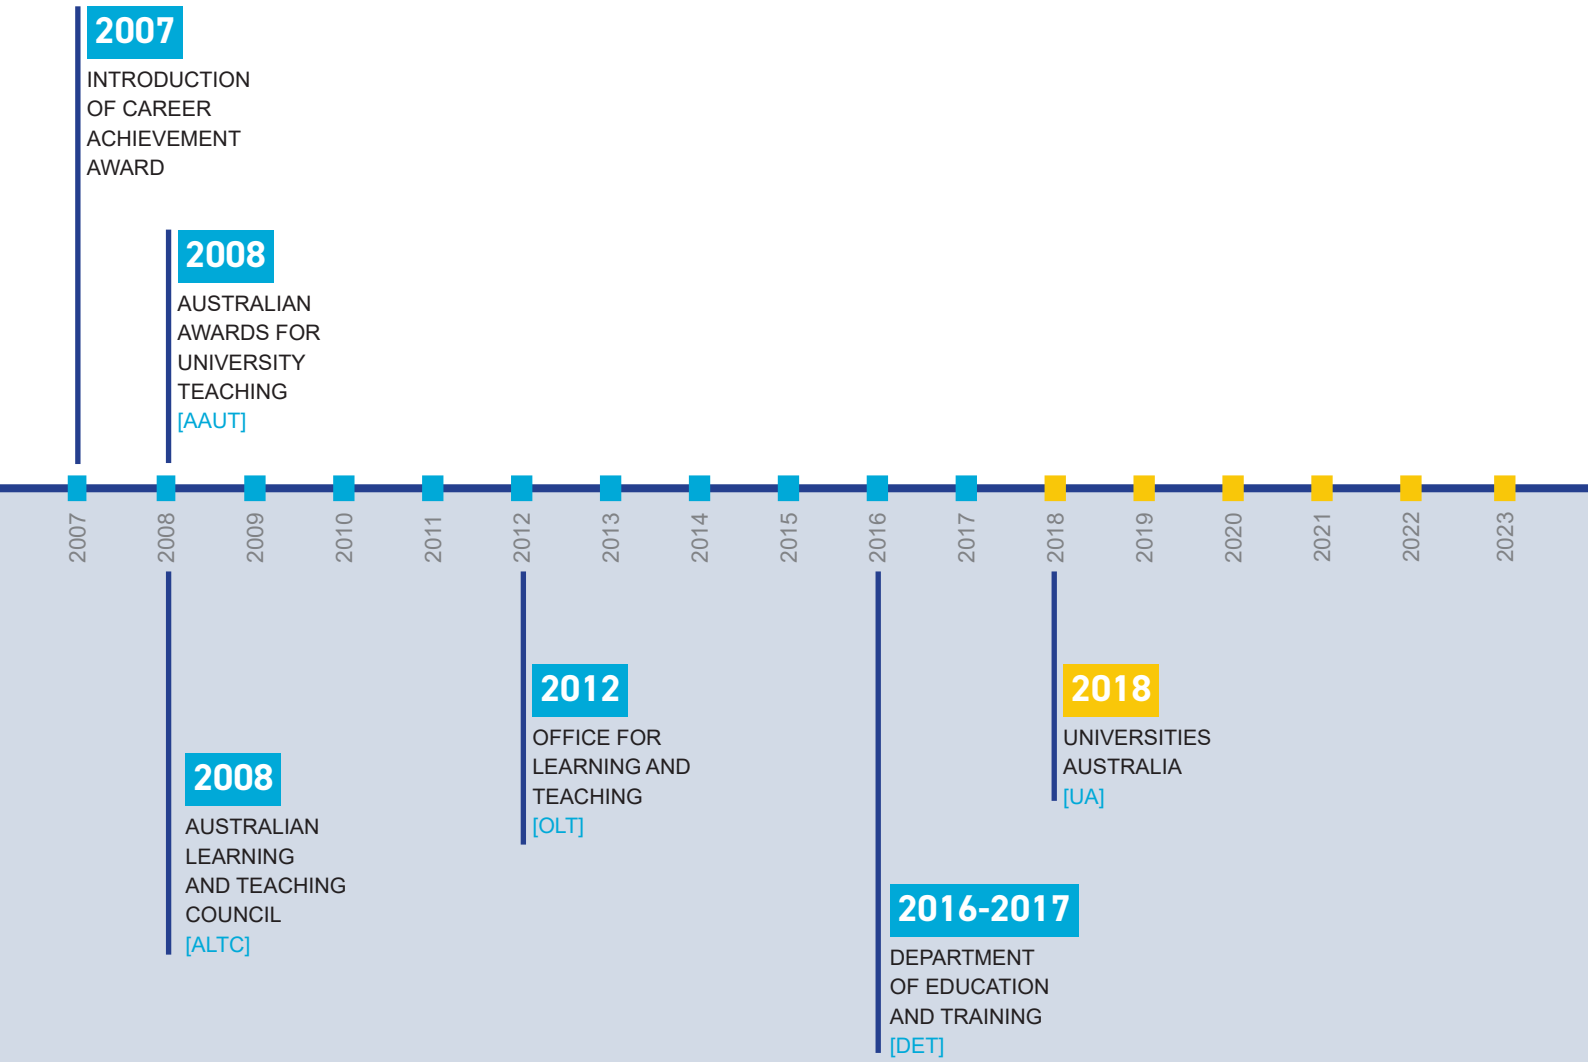 2007
INTRODUCTION
OF CAREER
ACHIEVEMENT
AWARD
2008
AUSTRALIAN
AWARDS FOR
UNIVERSITY
TEACHING
[AAUT]
2007
2008
2009
2010
2011
2012
2013
2014
2015
2016
2017
2018
2019
2020
2021
2022
2023
2008
AUSTRALIAN
LEARNING
AND TEACHING
COUNCIL
[ALTC]
2012
OFFICE FOR
LEARNING AND
TEACHING
[OLT]
2016-2017
DEPARTMENT
OF EDUCATION
AND TRAINING
[DET]
2018
UNIVERSITIES
AUSTRALIA
[UA]